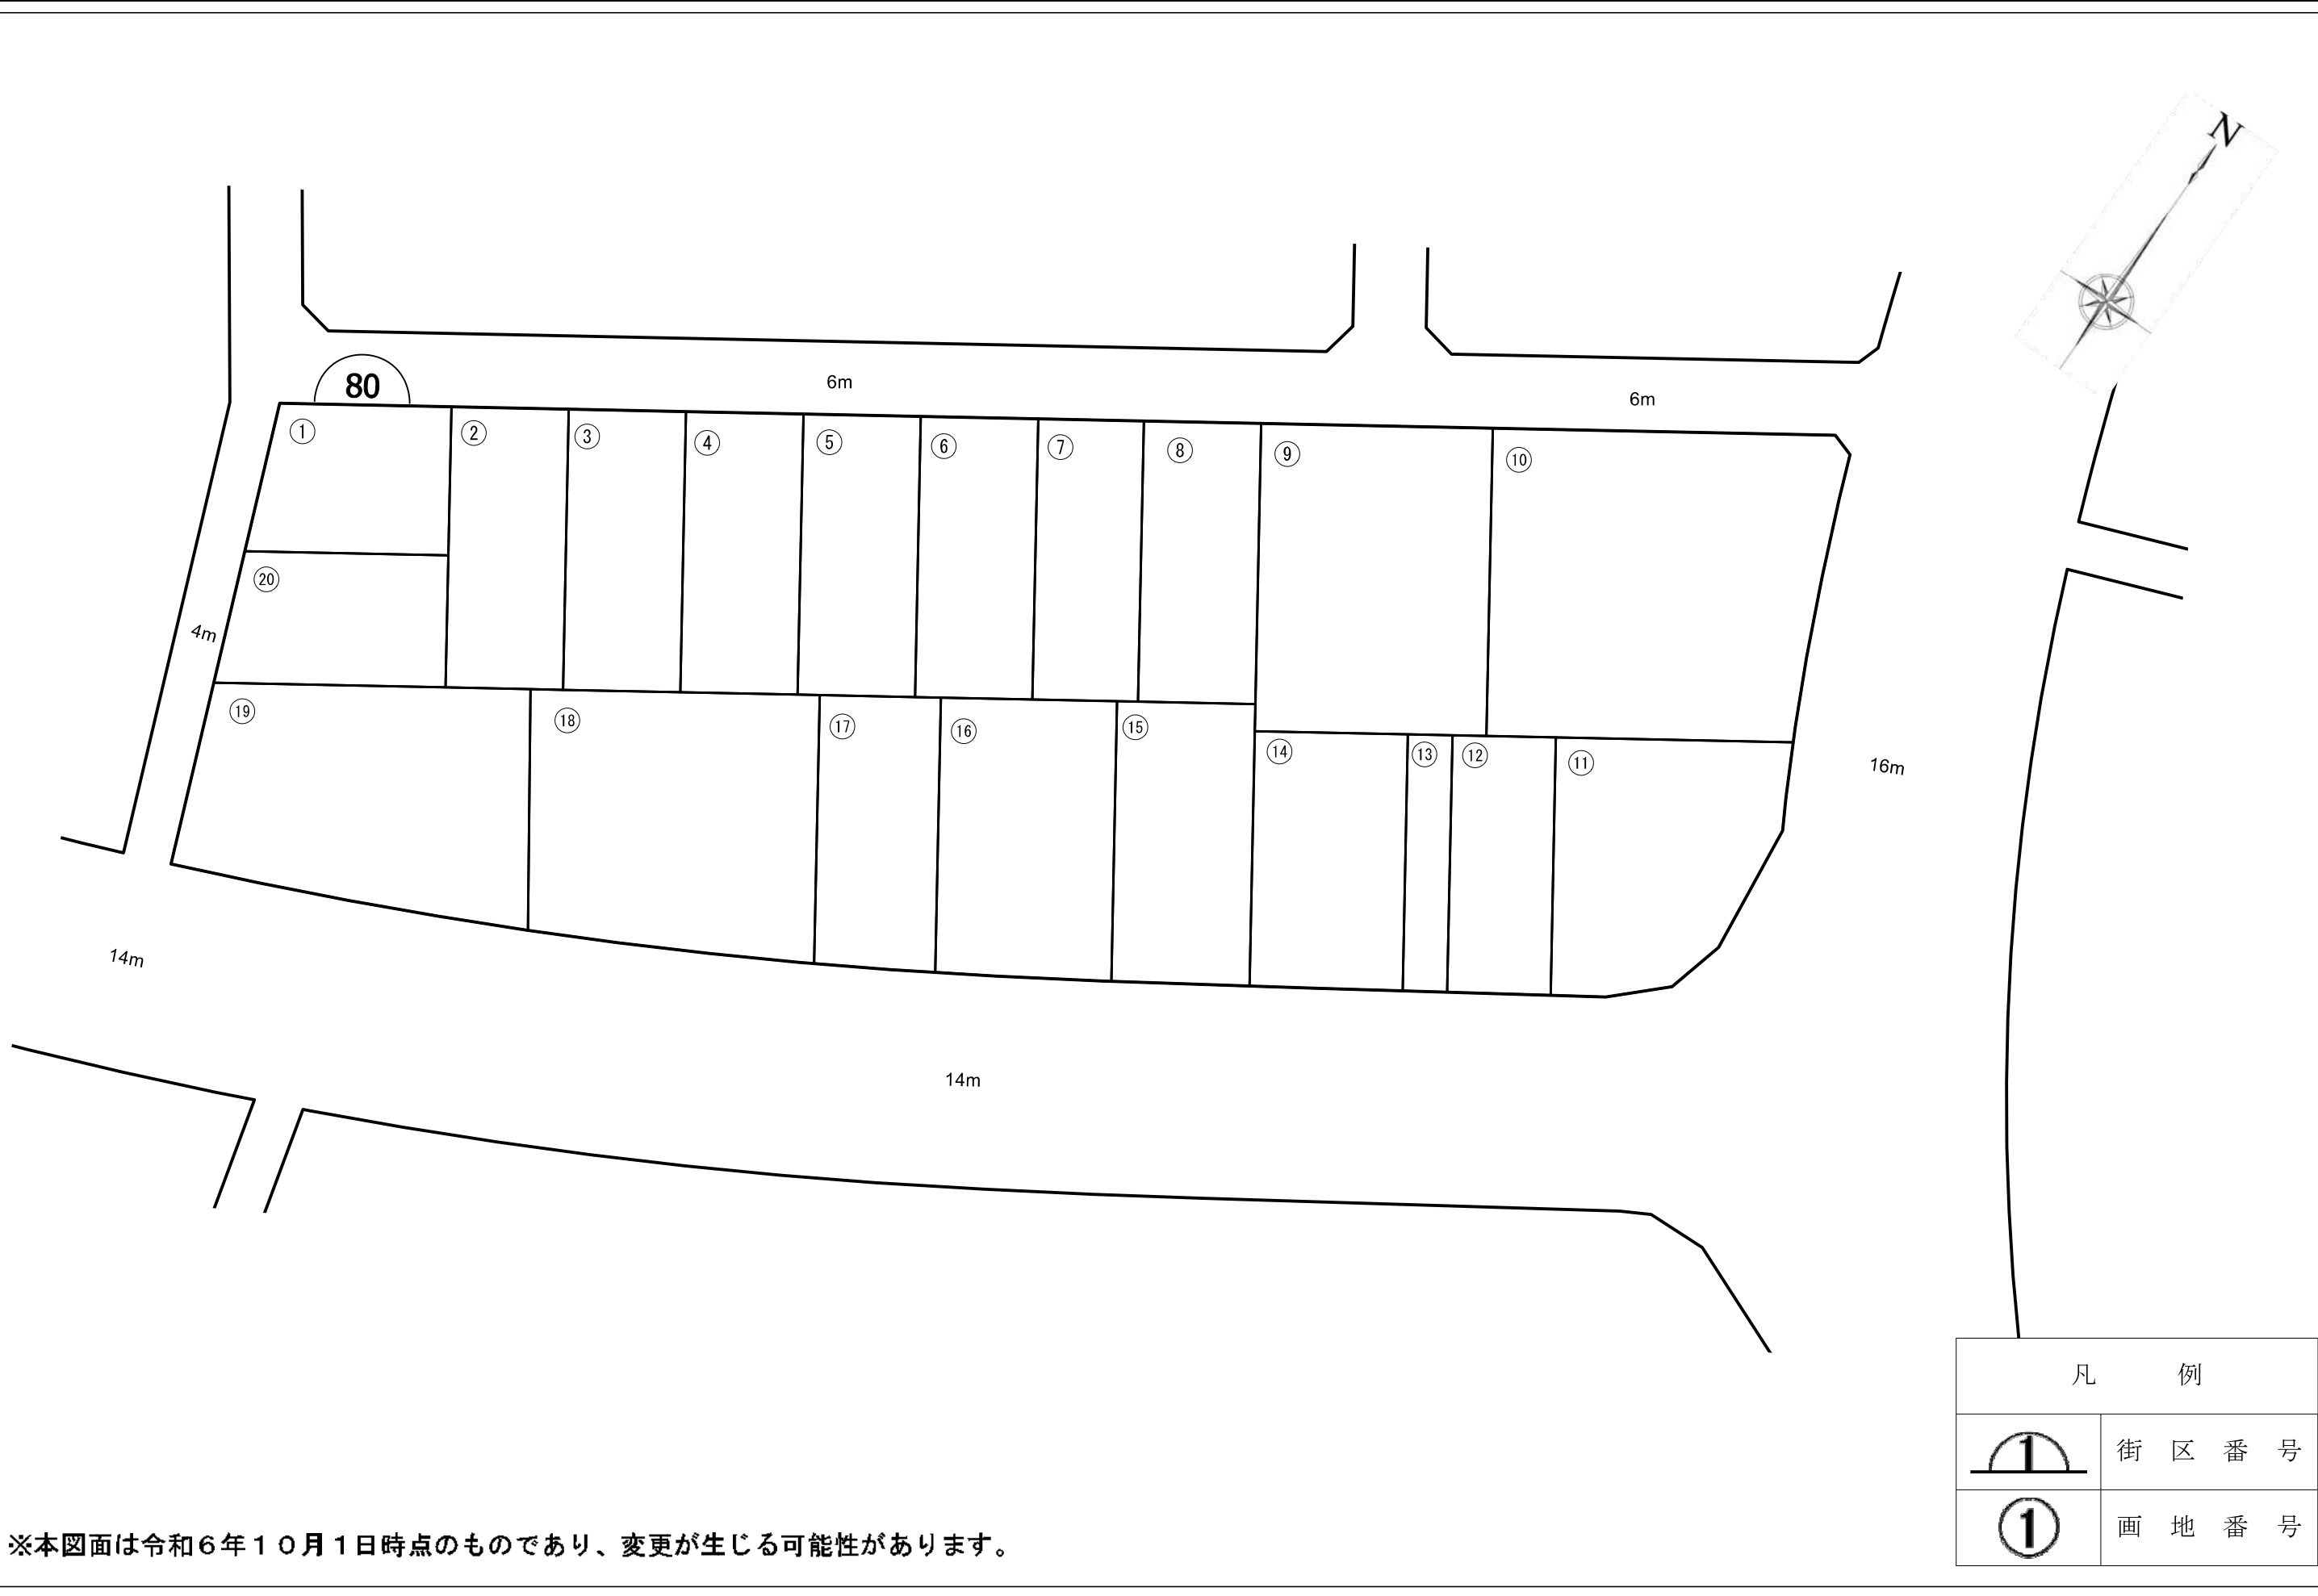 N
80
6m
6m
①
②
③
④
⑤
⑥
⑦
⑧
⑨
⑩
⑳
4m
⑲
⑱
⑰
⑯
⑮
⑭
⑬
⑫
⑪
16m
14m
14m
凡 例
1 街 区 番 号
① 画 地 番 号
※本図面は令和６年１０月１日時点のものであり、変更が生じる可能性があります。